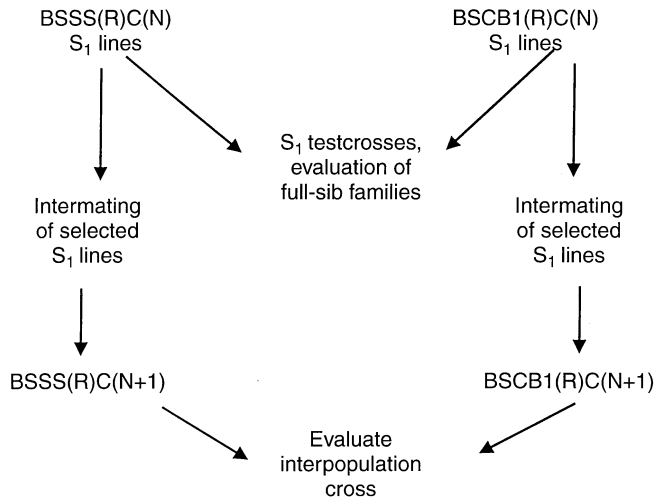 BSSS(R)C(N)
S₁ lines
BSCB1(R)C(N)
S₁ lines
S₁ testcrosses,
evaluation of
full-sib families
Intermating
of selected
S₁ lines
Intermating
of selected
S₁ lines
BSSS(R)C(N+1)
BSCB1(R)C(N+1)
Evaluate
interpopulation
cross